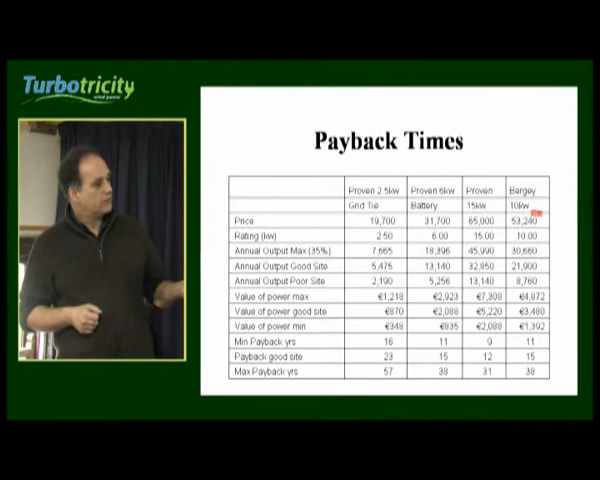 Turbotricity
wind power
Payback Times
Proven 2.5kw Proven 6kw Proven Bergey
Grid Tie Battery 15kw 10kw
Price 19,700 31,700 65,000 53,240
Rating (kw) 2.50 6.00 15.00 10.00
Annual Output Max (35%) 7,665 18,396 45,990 30,660
Annual Output Good Site 5,475 13,140 32,850 21,900
Annual Output Poor Site 2,190 5,256 13,140 8,760
Value of power max €1,218 €2,923 €7,308 €4,872
Value of power good site €870 €2,088 €5,220 €3,480
Value of power min €348 €835 €2,088 €1,392
Min Payback yrs 16 11 9 11
Payback good site 23 15 12 15
Max Payback yrs 57 38 31 38